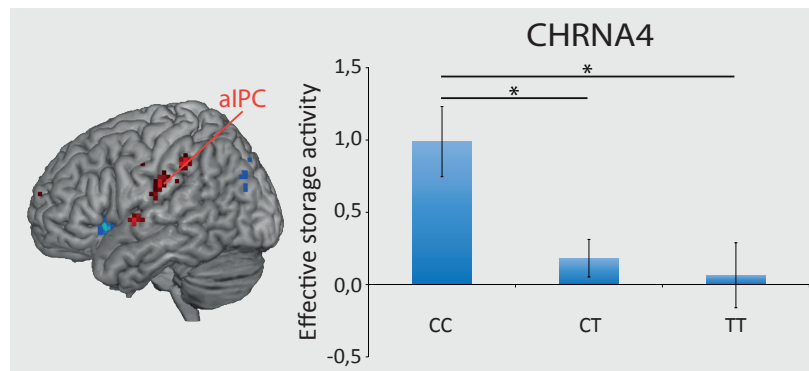 CHRNA4
aIPC
Effective storage activity
1,5
1,0
0,5
0,0
-0,5
*
*
CC CT TT